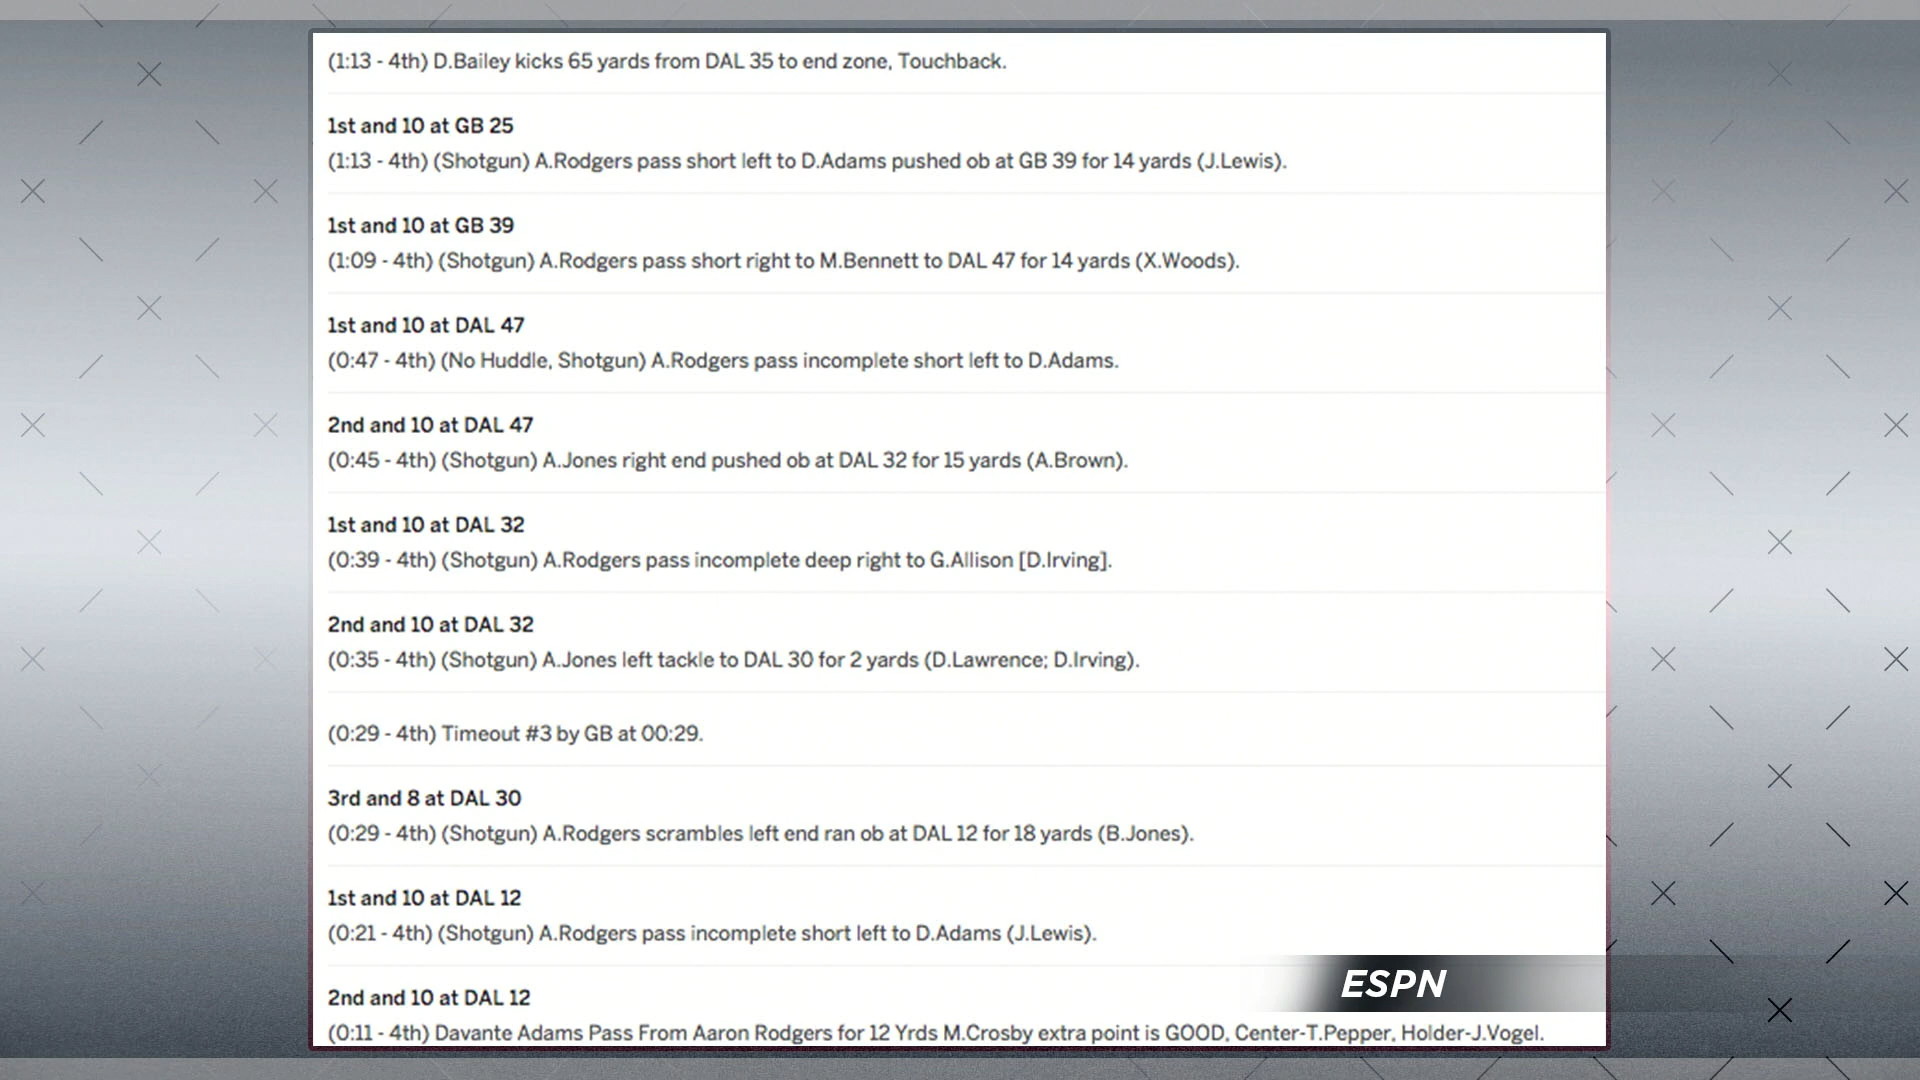 (1:13 - 4th) D.Bailey kicks 65 yards from DAL 35 to end zone, Touchback.
1st and 10 at GB 25
(1:13 - 4th) (Shotgun) A.Rodgers pass short left to D.Adams pushed ob at GB 39 for 14 yards (J.Lewis).
1st and 10 at GB 39
(1:09 - 4th) (Shotgun) A.Rodgers pass short right to M.Bennett to DAL 47 for 14 yards (X.Woods).
1st and 10 at DAL 47
(0:47 - 4th) (No Huddle, Shotgun) A.Rodgers pass incomplete short left to D.Adams.
2nd and 10 at DAL 47
(0:45 - 4th) (Shotgun) A.Jones right end pushed ob at DAL 32 for 15 yards (A.Brown).
1st and 10 at DAL 32
(0:39 - 4th) (Shotgun) A.Rodgers pass incomplete deep right to G.Allison [D.Irving].
2nd and 10 at DAL 32
(0:35 - 4th) (Shotgun) A.Jones left tackle to DAL 30 for 2 yards (D.Lawrence; D.Irving).
(0:29 - 4th) Timeout #3 by GB at 00:29.
3rd and 8 at DAL 30
(0:29 - 4th) (Shotgun) A.Rodgers scrambles left end ran ob at DAL 12 for 18 yards (B.Jones).
1st and 10 at DAL 12
(0:21 - 4th) (Shotgun) A.Rodgers pass incomplete short left to D.Adams (J.Lewis).
ESPN
2nd and 10 at DAL 12
(0:11 - 4th) Davante Adams Pass From Aaron Rodgers for 12 Yrds M.Crosby extra point is GOOD, Center-T.Pepper, Holder-J.Vogel.